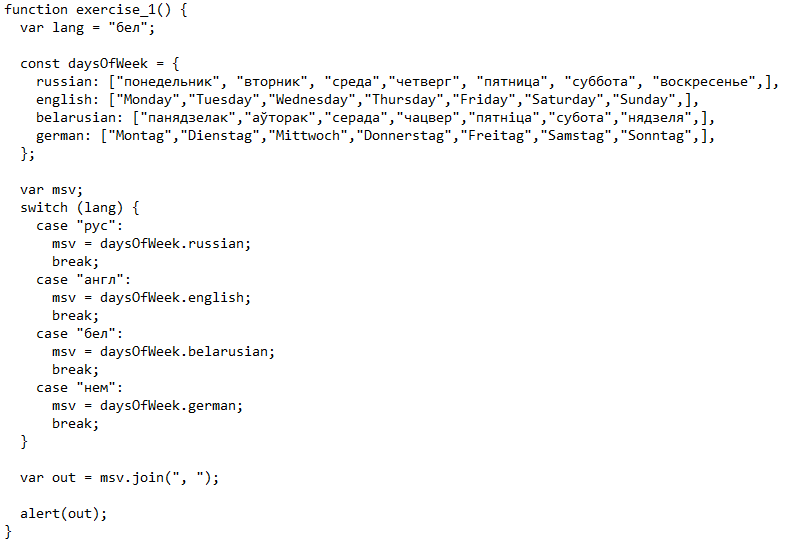 function exercise_1() {
  var lang = "бел";

  const daysOfWeek = {
    russian: ["понедельник", "вторник", "среда","четверг", "пятница", "суббота", "воскресенье",],
    english: ["Monday","Tuesday","Wednesday","Thursday","Friday","Saturday","Sunday",],
    belarusian: ["панядзелак","аўторак","серада","чацвер","пятніца","субота","нядзеля",],
    german: ["Montag","Dienstag","Mittwoch","Donnerstag","Freitag","Samstag","Sonntag",],
  };

  var msv;
  switch (lang) {
    case "рус":
      msv = daysOfWeek.russian;
      break;
    case "англ":
      msv = daysOfWeek.english;
      break;
    case "бел":
      msv = daysOfWeek.belarusian;
      break;
    case "нем":
      msv = daysOfWeek.german;
      break;
  }

  var out = msv.join(", ");

  alert(out);
}